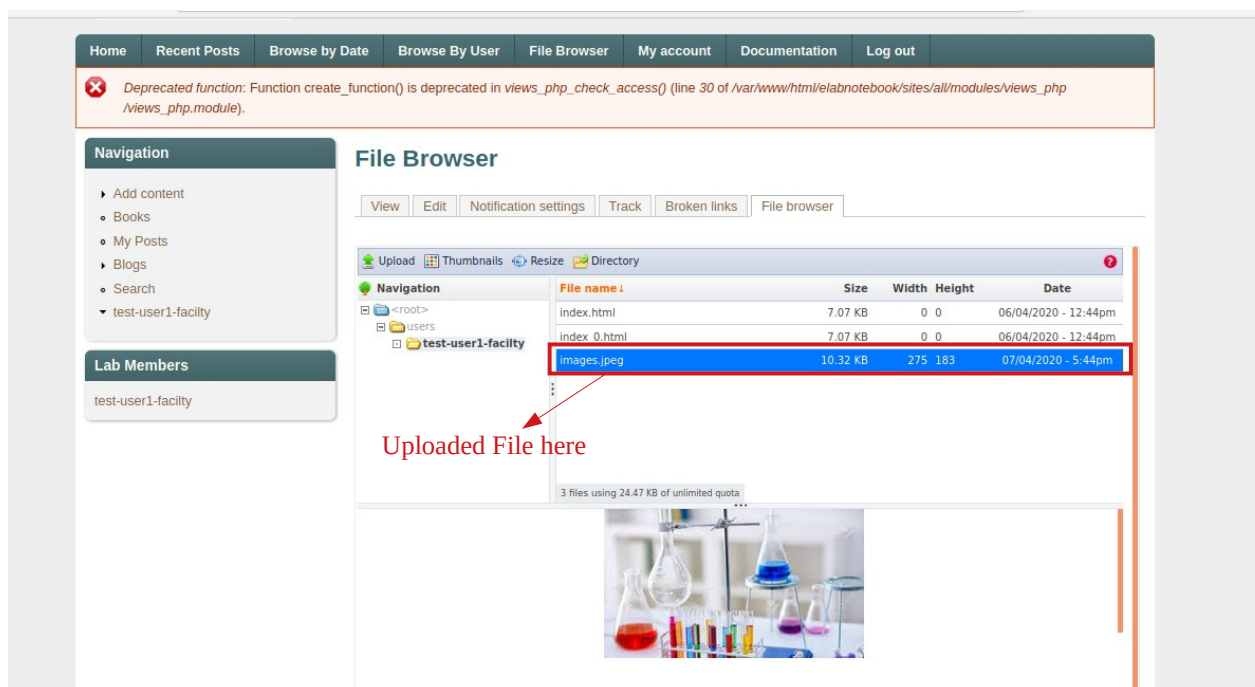 Home Recent Posts Browse by Date Browse By User File Browser My account Documentation Log out
Deprecated function: Function create_function() is deprecated in views_php_check_access() (line 30 of /var/www/html/elabnotebook/sites/all/modules/views_php
/views_php.module).
Navigation
Add content
Books
My Posts
Blogs
Search
test-user1-facilty
Lab Members
test-user1-facilty
File Browser
View Edit Notification settings Track Broken links File browser
Upload Thumbnails Resize Directory
Navigation
<root>
users
test-user1-facilty
File name↓ Size Width Height Date
index.html 7.07 KB 0 0 06/04/2020 - 12:44pm
index_0.html 7.07 KB 0 0 06/04/2020 - 12:44pm
images.jpeg 10.32 KB 275 183 07/04/2020 - 5:44pm
Uploaded File here
3 files using 24.47 KB of unlimited quota